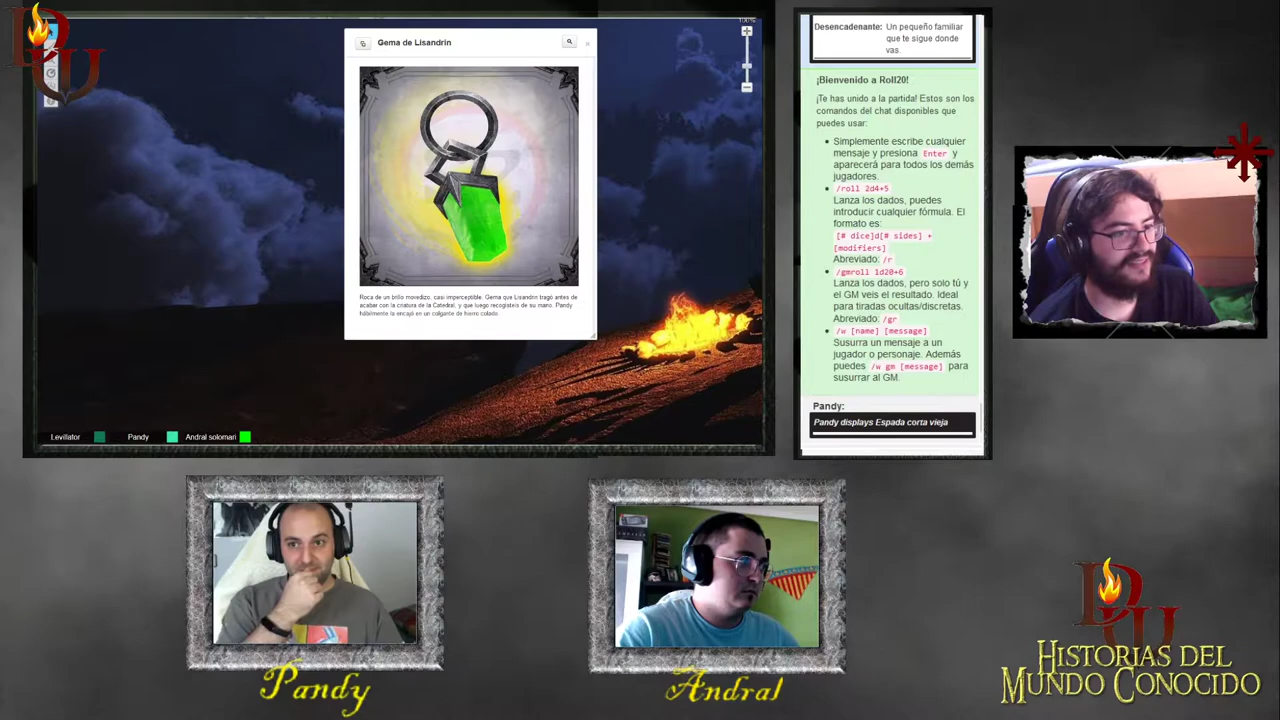 DU
Gema de Lisandrin
100%
Roca de un brillo movedizo, casi imperceptible. Gema que Lisandrin tragó antes de
acabar con la criatura de la Catedral, y que luego recogisteis de su mano. Pandy
hábilmente la encajó en un colgante de hierro colado.
Levillator
Pandy
Andral solomari
Desencadenante: Un pequeño familiar
que te sigue donde
vas.
¡Bienvenido a Roll20!
¡Te has unido a la partida! Estos son los
comandos del chat disponibles que
puedes usar:
• Simplemente escribe cualquier
mensaje y presiona Enter y
aparecerá para todos los demás
jugadores.
• /roll 2d4+5
Lanza los dados, puedes
introducir cualquier fórmula. El
formato es:
[# dice]d[# sides] +
[modifiers]
Abreviado: /r
• /gmroll 1d20+6
Lanza los dados, pero solo tú y
el GM veis el resultado. Ideal
para tiradas ocultas/discretas.
Abreviado: /gr
• /w [name] [message]
Susurra un mensaje a un
jugador o personaje. Además
puedes /w gm [message] para
susurrar al GM.
Pandy:
Pandy displays Espada corta vieja
Pandy
Andral
DU
HISTORIAS DEL
MUNDO CONOCIDO